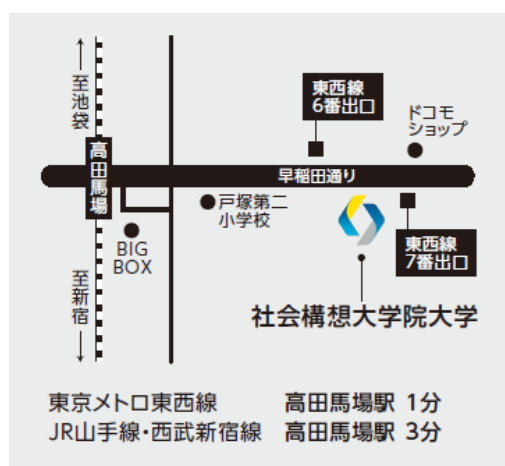 至池袋
高田馬場
至新宿
BIG
BOX
東西線
6番出口
ドコモ
ショップ
早稲田通り
戸塚第二
小学校
東西線
7番出口
社会構想大学院大学
東京メトロ東西線 高田馬場駅 1分
JR山手線・西武新宿線 高田馬場駅 3分